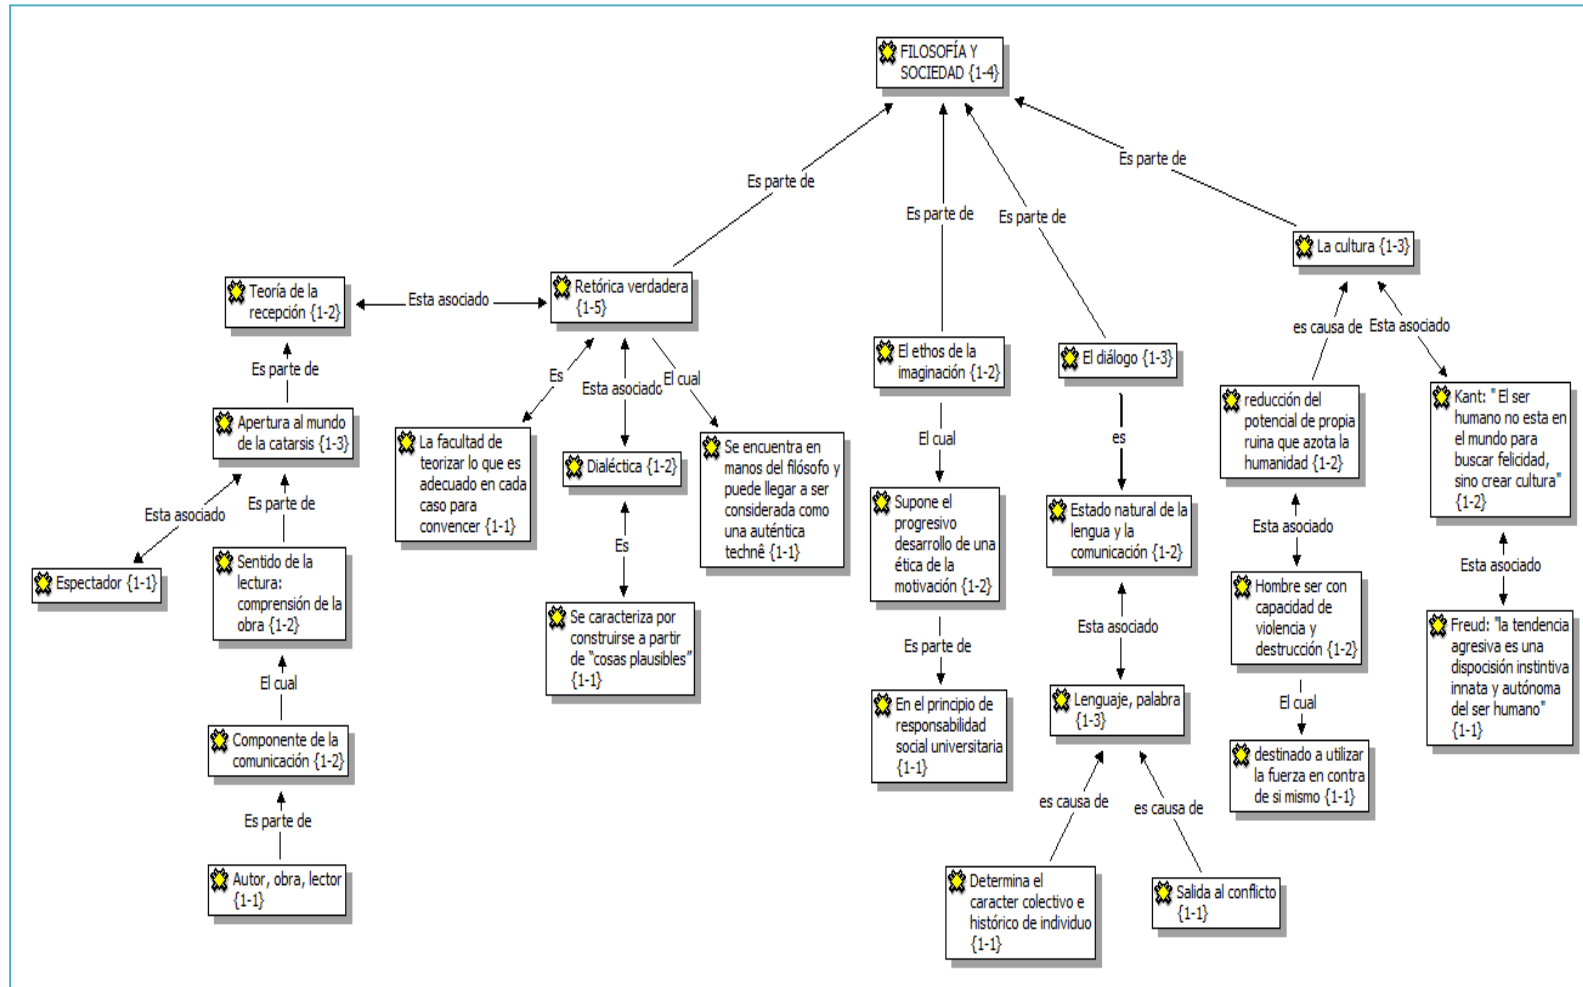 FILOSOFÍA Y
SOCIEDAD {1-4}
Es parte de
Es parte de
Es parte de
Es parte de
La cultura {1-3}
Teoría de la
recepción {1-2}
Esta asociado
Retórica verdadera
{1-5}
es causa de
Esta asociado
El ethos de la
imaginación {1-2}
El diálogo {1-3}
Es parte de
Es
Esta asociado
El cual
Apertura al mundo
de la catarsis {1-3}
La facultad de
teorizar lo que es
adecuado en cada
caso para
convencer {1-1}
Dialéctica {1-2}
Se encuentra en
manos del filósofo y
puede llegar a ser
considerada como
una auténtica
technê {1-1}
El cual
es
reducción del
potencial de propia
ruina que azota la
humanidad {1-2}
Kant: " El ser
humano no esta en
el mundo para
buscar felicidad,
sino crear cultura"
{1-2}
Esta asociado
Es parte de
Es
Supone el
progresivo
desarrollo de una
ética de la
motivación {1-2}
Estado natural de la
lengua y la
comunicación {1-2}
Esta asociado
Esta asociado
Espectador {1-1}
Sentido de la
lectura:
comprensión de la
obra {1-2}
Se caracteriza por
construirse a partir
de “cosas plausibles”
{1-1}
Es parte de
Esta asociado
Hombre ser con
capacidad de
violencia y
destrucción {1-2}
Freud: "la tendencia
agresiva es una
dispocisión instintiva
innata y autónoma
del ser humano"
{1-1}
El cual
En el principio de
responsabilidad
social universitaria
{1-1}
Lenguaje, palabra
{1-3}
El cual
Componente de la
comunicación {1-2}
destinado a utilizar
la fuerza en contra
de si mismo {1-1}
Es parte de
es causa de
es causa de
Autor, obra, lector
{1-1}
Determina el
caracter colectivo e
histórico de individuo
{1-1}
Salida al conflicto
{1-1}